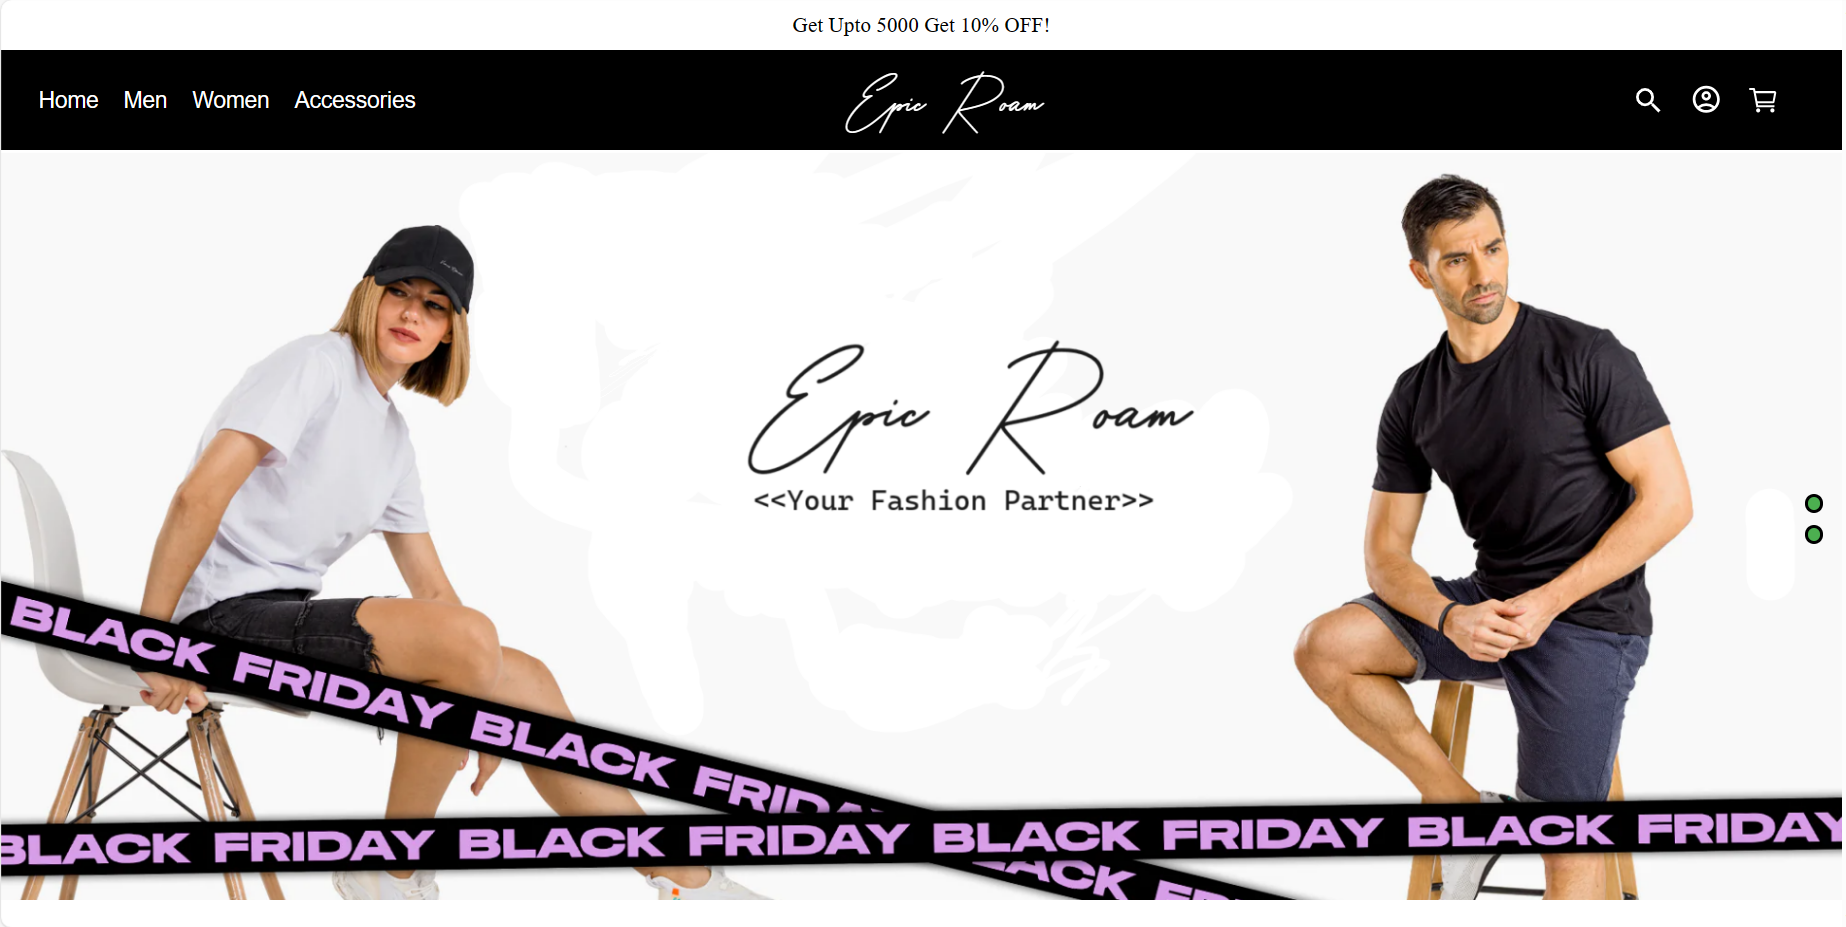 Get Upto 5000 Get 10% OFF!
Home Men Women Accessories
Epic Roam
Epic Roam
<<Your Fashion Partner>>
BLACK FRIDAY BLACK FRIDAY
BLACK FRIDAY BLACK FRIDAY BLACK FRIDAY BLACK FRIDAY